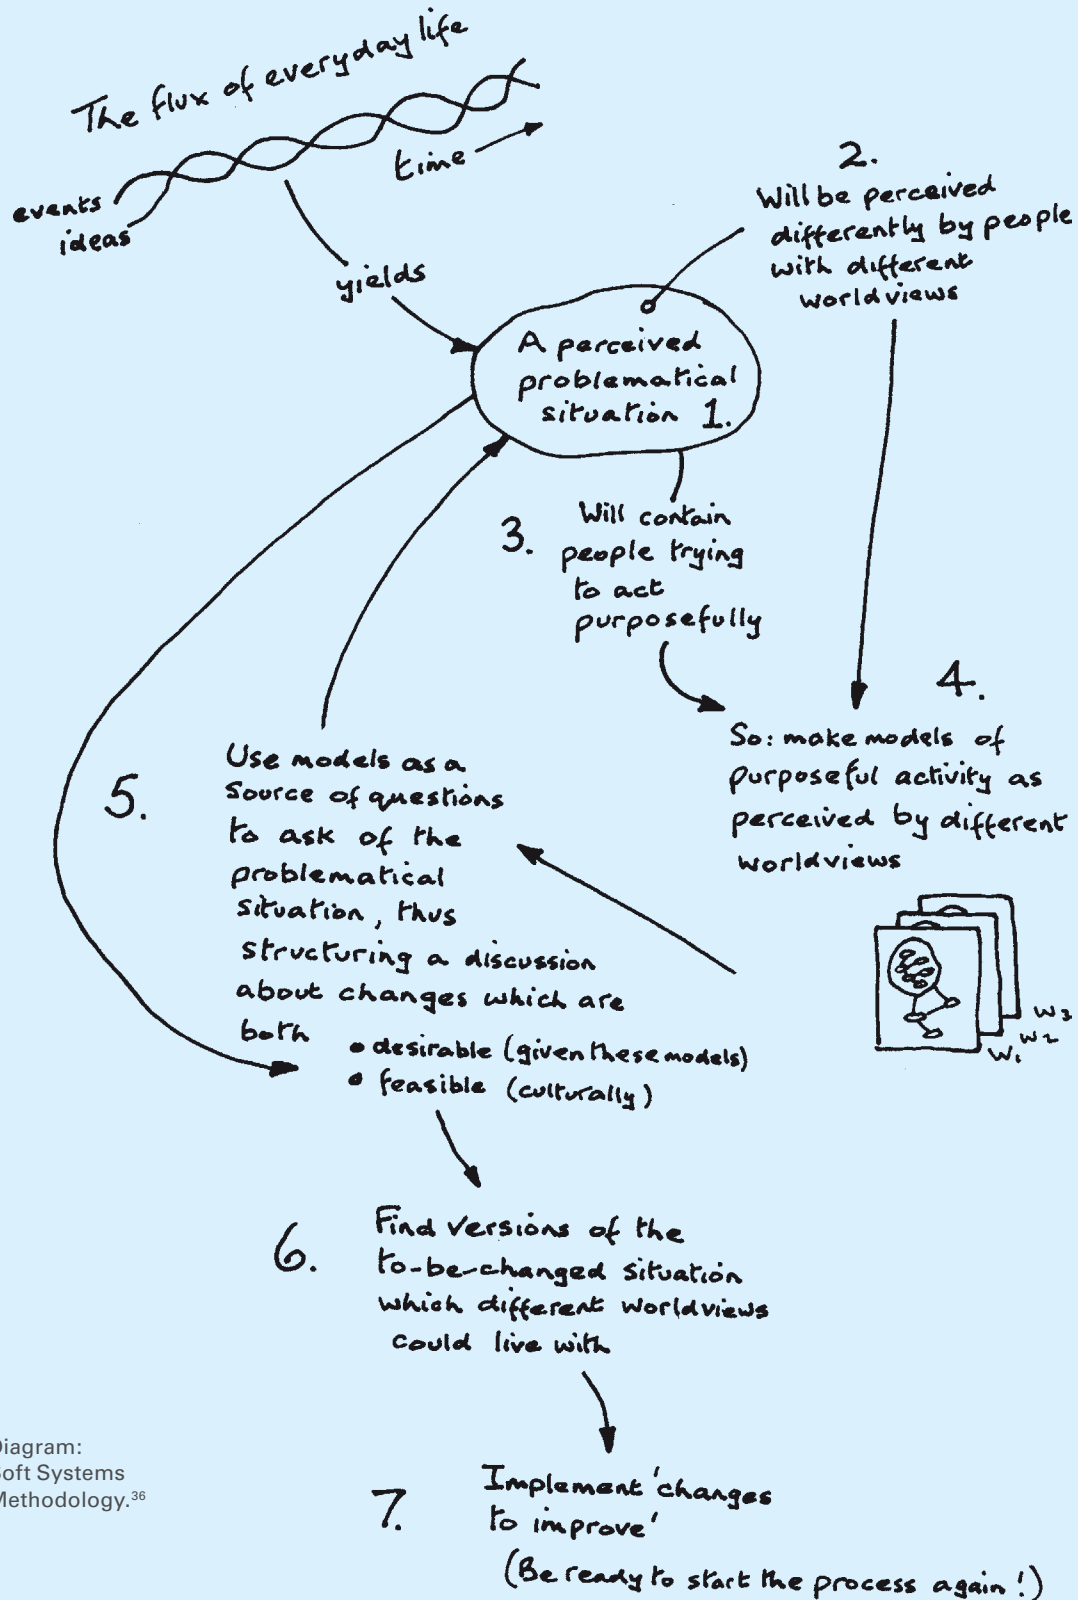 The flux of everyday life
events
ideas
time
yields
2.
Will be perceived
differently by people
with different
worldviews
A perceived
problematical
situation 1.
3.
Will contain
people trying
to act
purposefully
4.
So: make models of
purposeful activity as
perceived by different
worldviews
W1
W2
W3
5.
Use models as a
source of questions
to ask of the
problematical
situation, thus
structuring a discussion
about changes which are
both
• desirable (given these models)
• feasible (culturally)
6.
Find versions of the
to-be-changed situation
which different worldviews
could live with
7.
Implement 'changes
to improve'
(Be ready to start the process again!)
Diagram:
Soft Systems
Methodology.36